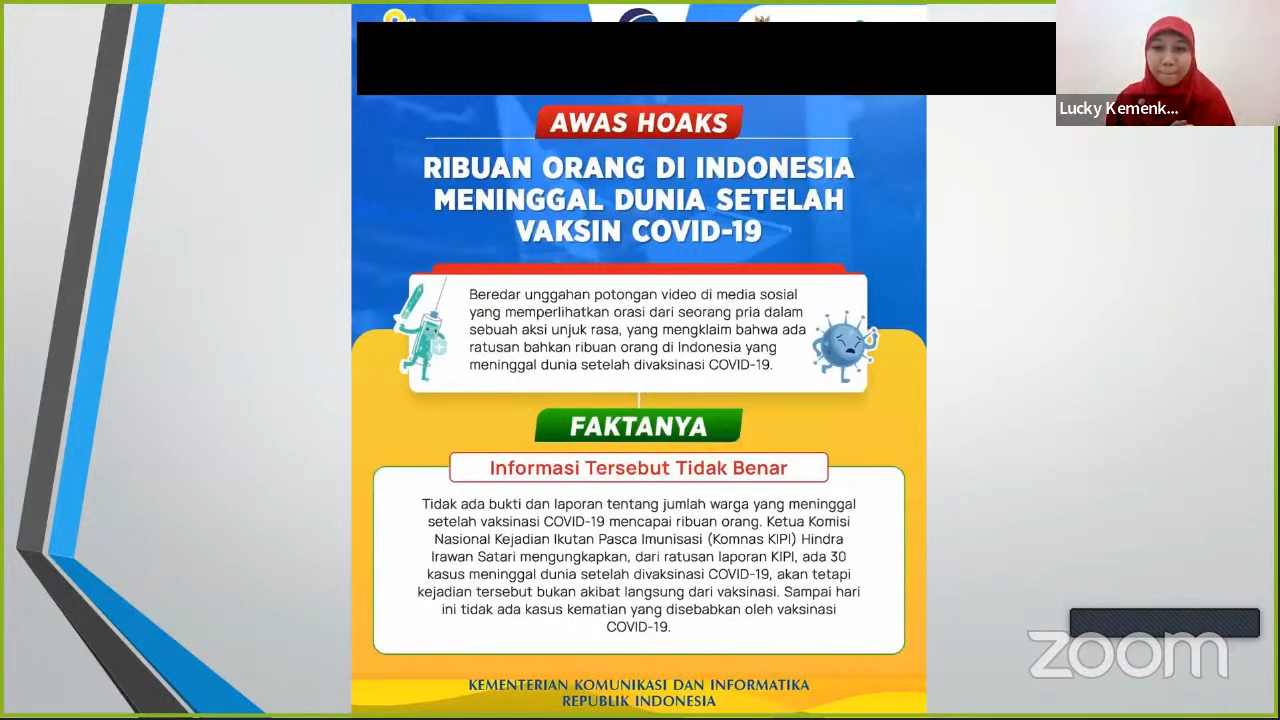 Lucky Kemenk...
AWAS HOAKS
RIBUAN ORANG DI INDONESIA
MENINGGAL DUNIA SETELAH
VAKSIN COVID-19
Beredar unggahan potongan video di media sosial
yang memperlihatkan orasi dari seorang pria dalam
sebuah aksi unjuk rasa, yang mengklaim bahwa ada
ratusan bahkan ribuan orang di Indonesia yang
meninggal dunia setelah divaksinasi COVID-19.
FAKTANYA
Informasi Tersebut Tidak Benar
Tidak ada bukti dan laporan tentang jumlah warga yang meninggal
setelah vaksinasi COVID-19 mencapai ribuan orang. Ketua Komisi
Nasional Kejadian Ikutan Pasca Imunisasi (Komnas KIPI) Hindra
Irawan Satari mengungkapkan, dari ratusan laporan KIPI, ada 30
kasus meninggal dunia setelah divaksinasi COVID-19, akan tetapi
kejadian tersebut bukan akibat langsung dari vaksinasi. Sampai hari
ini tidak ada kasus kematian yang disebabkan oleh vaksinasi
COVID-19.
zoom
KEMENTERIAN KOMUNIKASI DAN INFORMATIKA
REPUBLIK INDONESIA